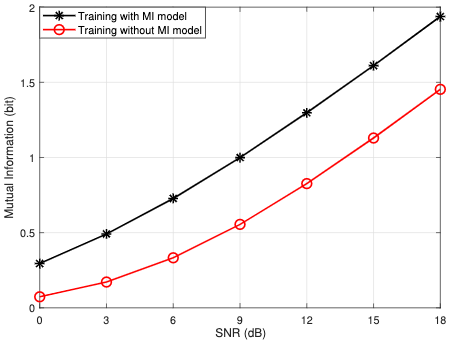 2
Training with MI model
Training without MI model
1.5
1
0.5
0
Mutual Information (bit)
0 3 6 9 12 15 18
SNR (dB)